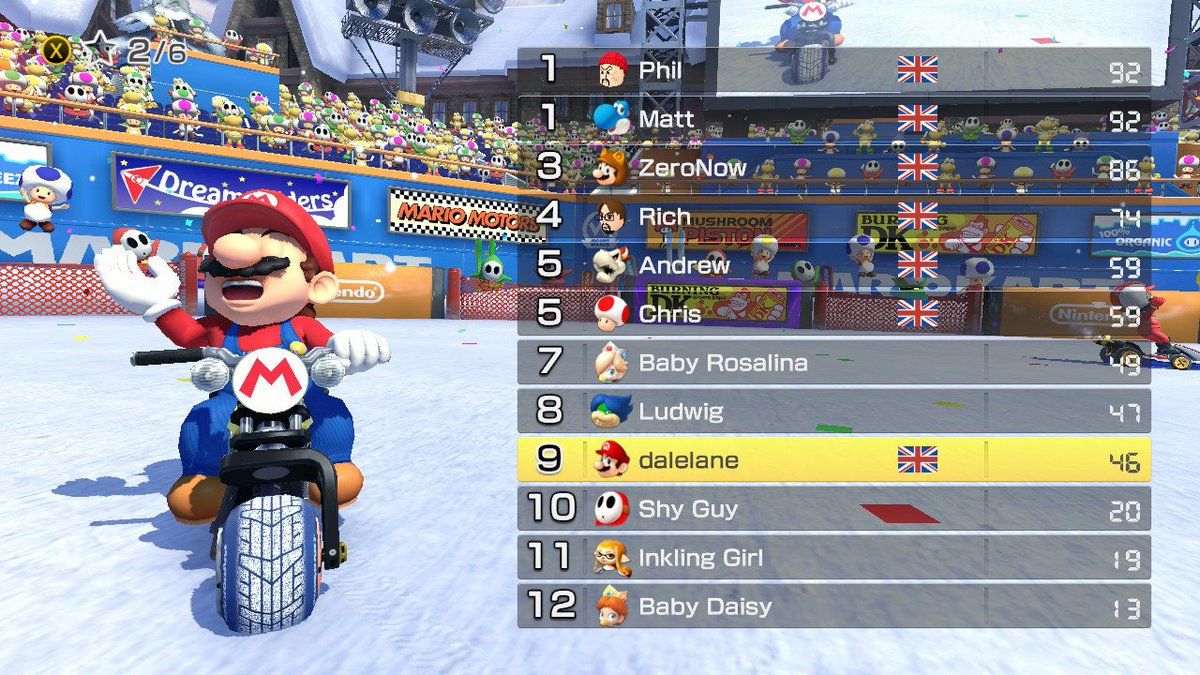 X 2/6
1 Phil 92
1 Matt 92
3 ZeroNow 86
4 Rich 74
5 Andrew 59
5 Chris 59
7 Baby Rosalina 49
8 Ludwig 47
9 dalelane 46
10 Shy Guy 20
11 Inkling Girl 19
12 Baby Daisy 13
MARIO MOTORS
MUSHROOM
PISTON
BURNING
DK
100%
ORGANIC
BURNING
DK
Nintendo
M
M